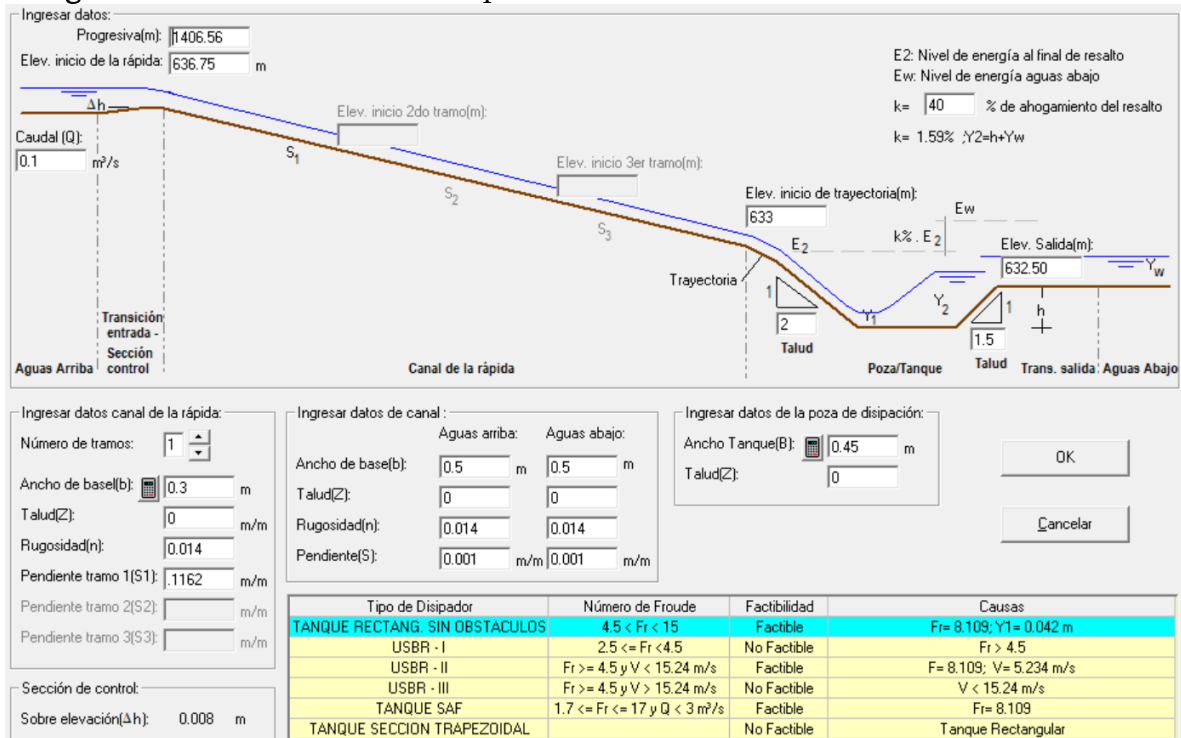 Ingresar datos:
Progresiva(m): 1406.56
Elev. inicio de la rápida: 636.75 m
E2: Nivel de energía al final de resalto
Ew: Nivel de energía aguas abajo
k= 40 % de ahogamiento del resalto
k= 1.59% ;Y2=h+Yw
Δh
Caudal (Q):
0.1 m³/s
Elev. inicio 2do tramo(m):
S1
Elev. inicio 3er tramo(m):
S2
S3
Elev. inicio de trayectoria(m):
633
Ew
E2
k% . E2
Elev. Salida(m):
632.50
Yw
Trayectoria
1
2
Talud
Y1
Y2
1
1.5
Talud
h
Transición
entrada -
Sección
control
Aguas Arriba
Canal de la rápida
Poza/Tanque
Trans. salida
Aguas Abajo
Ingresar datos canal de la rápida:
Número de tramos: 1
Ancho de basel(b): 0.3 m
Talud(Z): 0 m/m
Rugosidad(n): 0.014
Pendiente tramo 1(S1): .1162 m/m
Pendiente tramo 2(S2): m/m
Pendiente tramo 3(S3): m/m
Sección de control:
Sobre elevación(Δh): 0.008 m
Ingresar datos de canal :
Aguas arriba: Aguas abajo:
Ancho de base(b): 0.5 m 0.5 m
Talud(Z): 0 0
Rugosidad(n): 0.014 0.014
Pendiente(S): 0.001 m/m 0.001 m/m
Ingresar datos de la poza de disipación:
Ancho Tanque(B): 0.45 m
Talud(Z): 0
OK
Cancelar
Tipo de Disipador Número de Froude Factibilidad Causas
TANQUE RECTANG. SIN OBSTACULOS 4.5 < Fr < 15 Factible Fr= 8.109; Y1= 0.042 m
USBR - I 2.5 <= Fr <4.5 No Factible Fr > 4.5
USBR - II Fr >= 4.5 y V < 15.24 m/s Factible F= 8.109; V= 5.234 m/s
USBR - III Fr >= 4.5 y V > 15.24 m/s No Factible V < 15.24 m/s
TANQUE SAF 1.7 <= Fr <= 17 y Q < 3 m³/s Factible Fr= 8.109
TANQUE SECCION TRAPEZOIDAL No Factible Tanque Rectangular